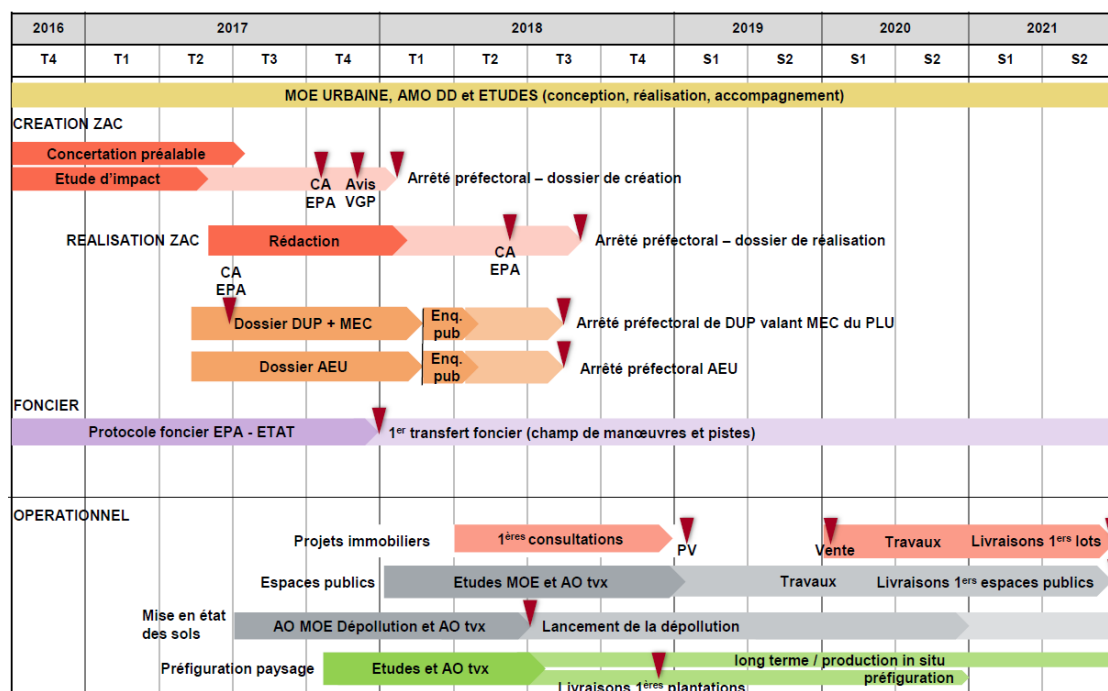 2016 2017 2018 2019 2020 2021
T4 T1 T2 T3 T4 T1 T2 T3 T4 S1 S2 S1 S2 S1 S2
MOE URBAINE, AMO DD et ETUDES (conception, réalisation, accompagnement)
CREATION ZAC
Concertation préalable
Etude d'impact
CA
EPA
Avis
VGP
Arrêté préfectoral – dossier de création
REALISATION ZAC
Rédaction
CA
EPA
Arrêté préfectoral – dossier de réalisation
CA
EPA
Dossier DUP + MEC
Enq.
pub
Arrêté préfectoral de DUP valant MEC du PLU
Dossier AEU
Enq.
pub
Arrêté préfectoral AEU
FONCIER
Protocole foncier EPA - ETAT
1er transfert foncier (champ de manœuvres et pistes)
OPERATIONNEL
Projets immobiliers
1ères consultations
PV
Vente
Travaux
Livraisons 1ers lots
Espaces publics
Etudes MOE et AO tvx
Travaux
Livraisons 1ers espaces publics
Mise en état
des sols
AO MOE Dépollution et AO tvx
Lancement de la dépollution
Préfiguration paysage
Etudes et AO tvx
long terme / production in situ
préfiguration
Livraisons 1ères plantations